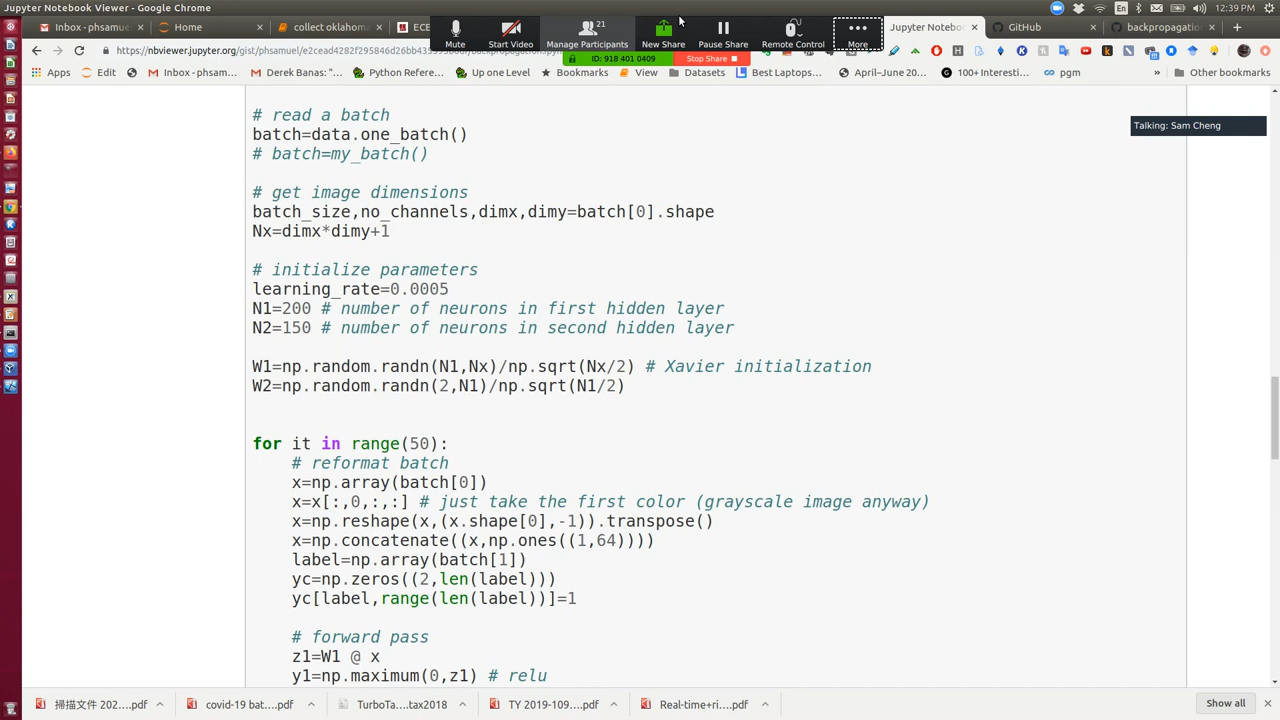 Jupyter Notebook Viewer - Google Chrome
En
12:39 PM
Inbox - phsamue
Home
collect.oklahom
ECE
Jupyter Noteboo
GitHub
backpropagation
21
Mute
Start Video
Manage Participants
New Share
Pause Share
Remote Control
More
https://nbviewer.jupyter.org/gist/phsamuel/e2cead4282f295846d26bb43
ID: 918 401 0409
Stop Share
Apps
Edit
Inbox - phsam...
Derek Banas: "...
Python Refere...
Up one Level
Bookmarks
View
Datasets
Best Laptops...
April–June 20...
100+ Interesti...
pgm
»
Other bookmarks
Talking: Sam Cheng
# read a batch
batch=data.one_batch()
# batch=my_batch()
# get image dimensions
batch_size,no_channels,dimx,dimy=batch[0].shape
Nx=dimx*dimy+1
# initialize parameters
learning_rate=0.0005
N1=200 # number of neurons in first hidden layer
N2=150 # number of neurons in second hidden layer
W1=np.random.randn(N1,Nx)/np.sqrt(Nx/2) # Xavier initialization
W2=np.random.randn(2,N1)/np.sqrt(N1/2)
for it in range(50):
# reformat batch
x=np.array(batch[0])
x=x[:,0,:,:] # just take the first color (grayscale image anyway)
x=np.reshape(x,(x.shape[0],-1)).transpose()
x=np.concatenate((x,np.ones((1,64))))
label=np.array(batch[1])
yc=np.zeros((2,len(label)))
yc[label,range(len(label))]=1
# forward pass
z1=W1 @ x
y1=np.maximum(0,z1) # relu
掃描文件 202....pdf
covid-19 bat....pdf
TurboTa....tax2018
TY 2019-109....pdf
Real-time+ri....pdf
Show all